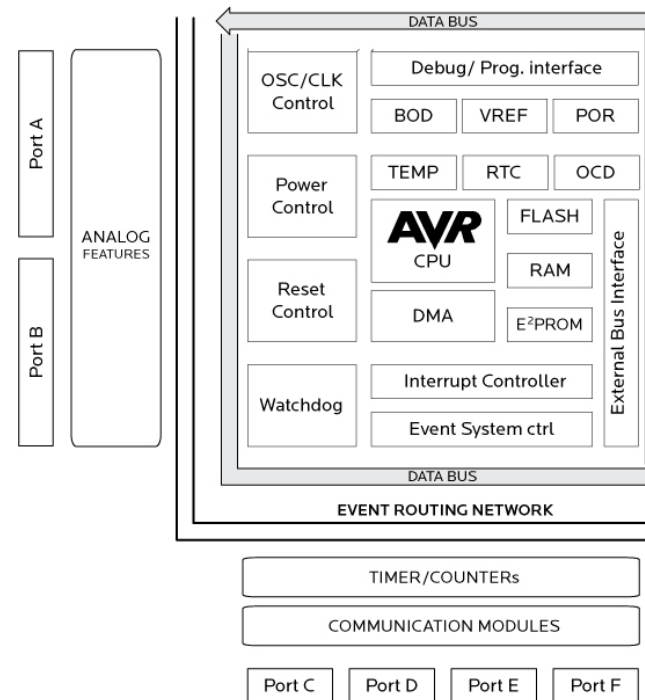 DATA BUS
OSC/CLK
Control
Debug/ Prog. interface
BOD
VREF
POR
Port A
Power
Control
TEMP
RTC
OCD
ANALOG
FEATURES
AVR
CPU
FLASH
RAM
External Bus Interface
Port B
Reset
Control
DMA
E²PROM
Watchdog
Interrupt Controller
Event System ctrl
DATA BUS
EVENT ROUTING NETWORK
TIMER/COUNTERs
COMMUNICATION MODULES
Port C
Port D
Port E
Port F